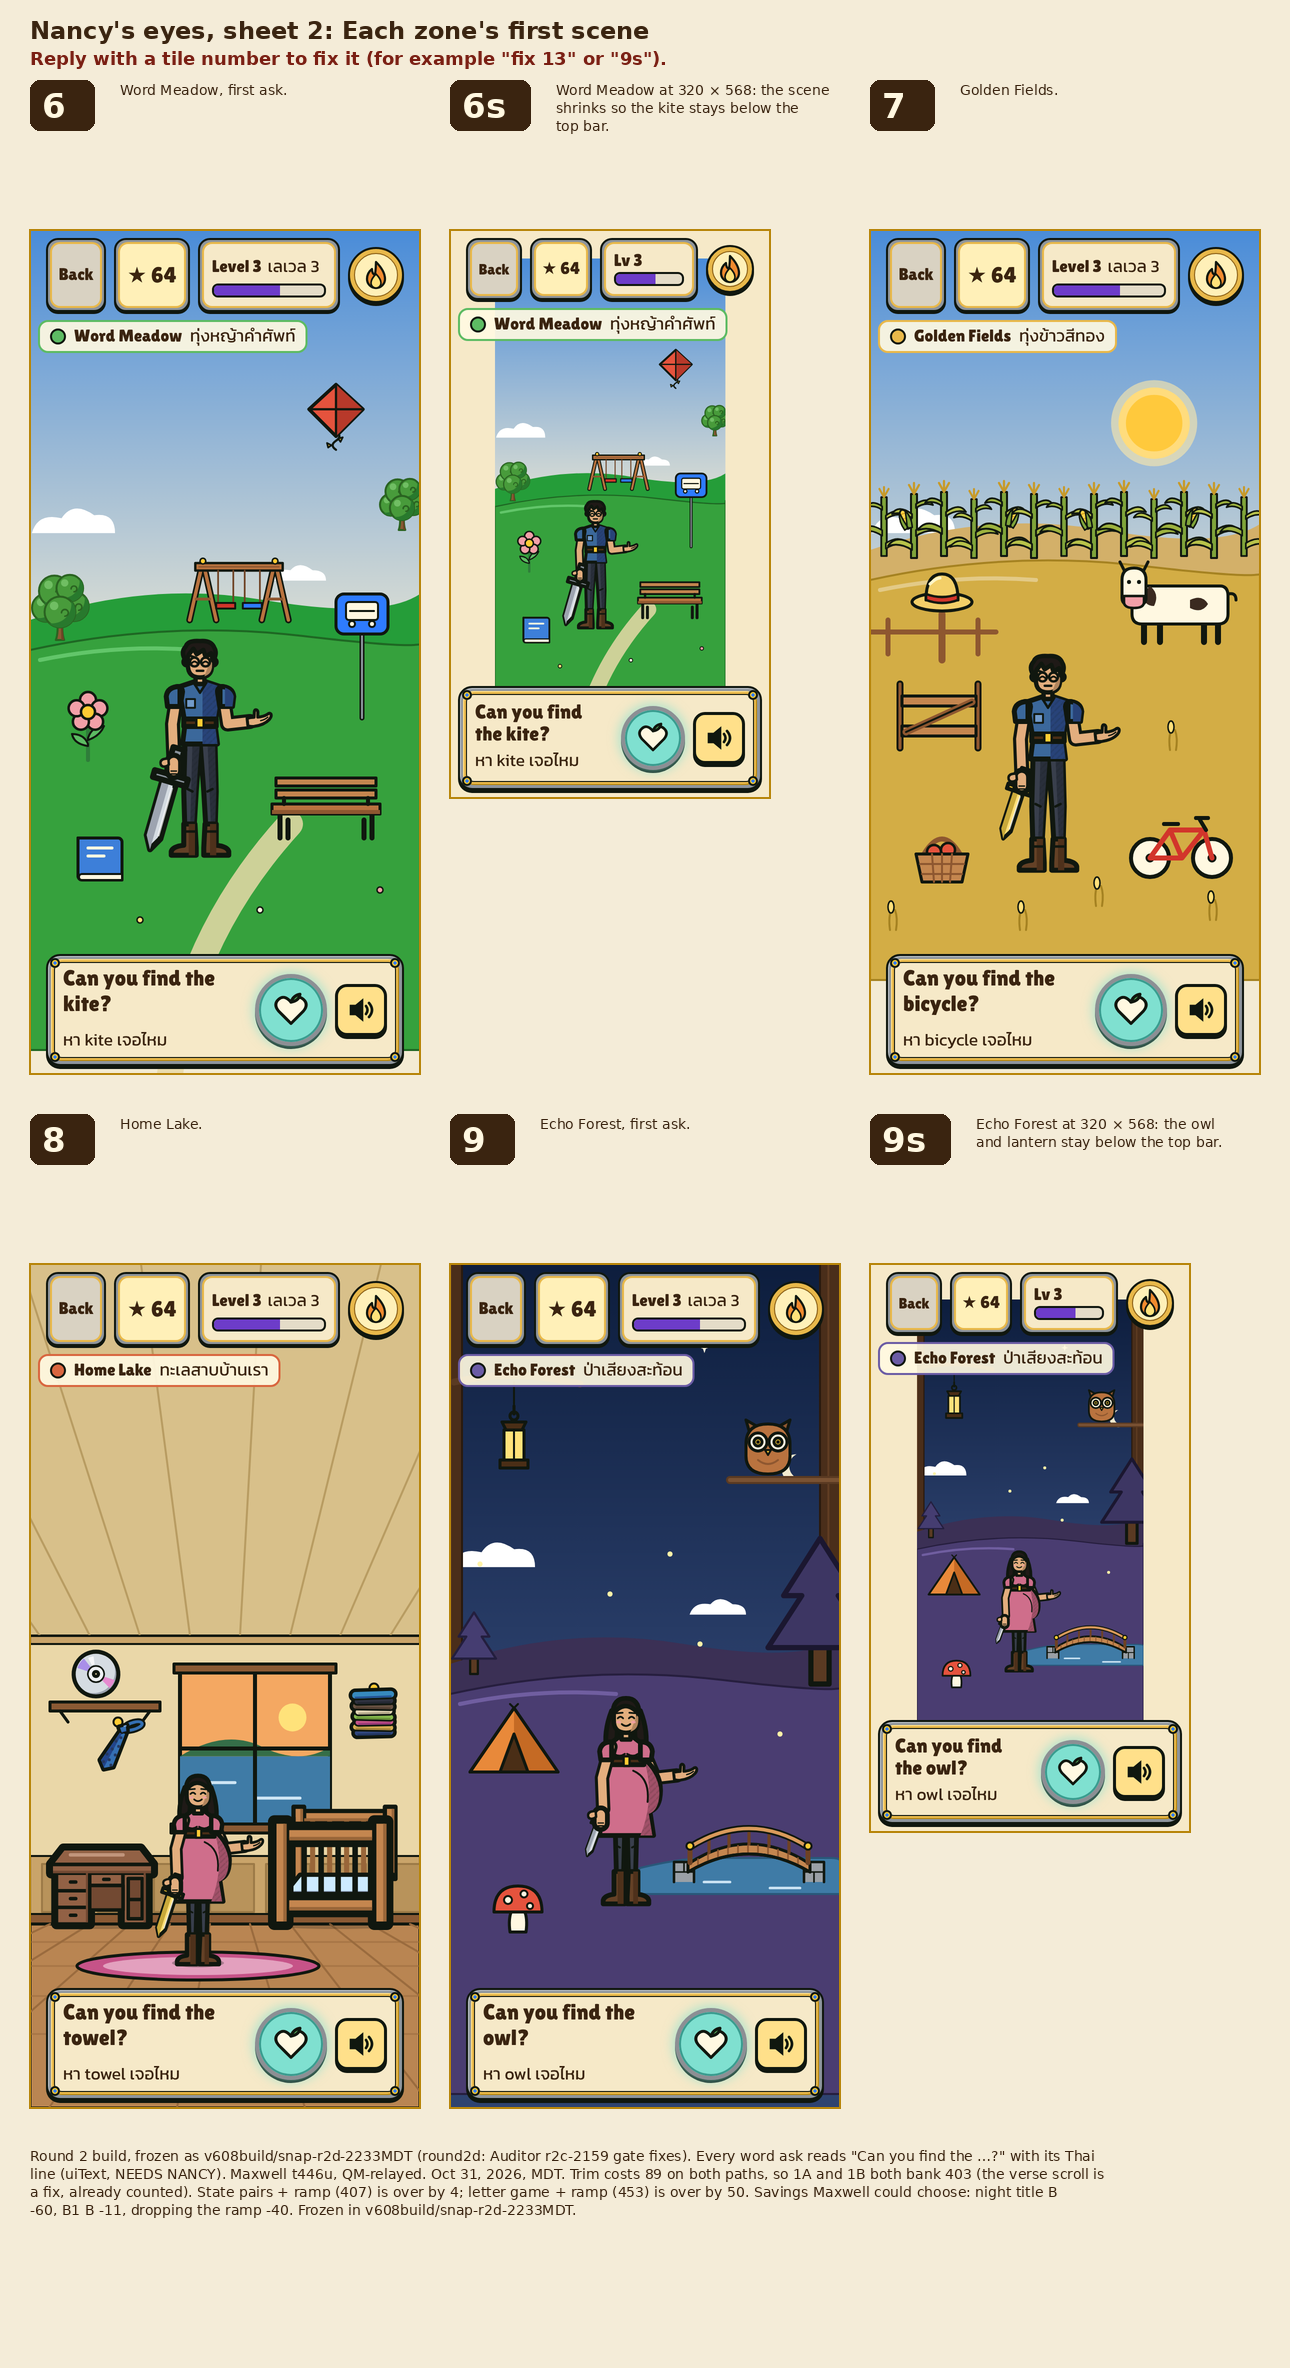 Nancy's eyes, sheet 2: Each zone's first scene
Reply with a tile number to fix it (for example "fix 13" or "9s").
6
Word Meadow, first ask.
6s
Word Meadow at 320 × 568: the scene
shrinks so the kite stays below the
top bar.
7
Golden Fields.
Back
★ 64
Level 3 เลเวล 3
Word Meadow ทุ่งหญ้าคำศัพท์
Can you find the
kite?
หา kite เจอไหม
Back
★ 64
Lv 3
Word Meadow ทุ่งหญ้าคำศัพท์
Can you find
the kite?
หา kite เจอไหม
Back
★ 64
Level 3 เลเวล 3
Golden Fields ทุ่งข้าวสีทอง
Can you find the
bicycle?
หา bicycle เจอไหม
8
Home Lake.
9
Echo Forest, first ask.
9s
Echo Forest at 320 × 568: the owl
and lantern stay below the top bar.
Back
★ 64
Level 3 เลเวล 3
Home Lake ทะเลสาบบ้านเรา
Can you find the
towel?
หา towel เจอไหม
Back
★ 64
Level 3 เลเวล 3
Echo Forest ป่าเสียงสะท้อน
Can you find the
owl?
หา owl เจอไหม
Back
★ 64
Lv 3
Echo Forest ป่าเสียงสะท้อน
Can you find
the owl?
หา owl เจอไหม
Round 2 build, frozen as v608build/snap-r2d-2233MDT (round2d: Auditor r2c-2159 gate fixes). Every word ask reads "Can you find the ...?" with its Thai
line (uiText, NEEDS NANCY). Maxwell t446u, QM-relayed. Oct 31, 2026, MDT. Trim costs 89 on both paths, so 1A and 1B both bank 403 (the verse scroll is
a fix, already counted). State pairs + ramp (407) is over by 4; letter game + ramp (453) is over by 50. Savings Maxwell could choose: night title B
-60, B1 B -11, dropping the ramp -40. Frozen in v608build/snap-r2d-2233MDT.